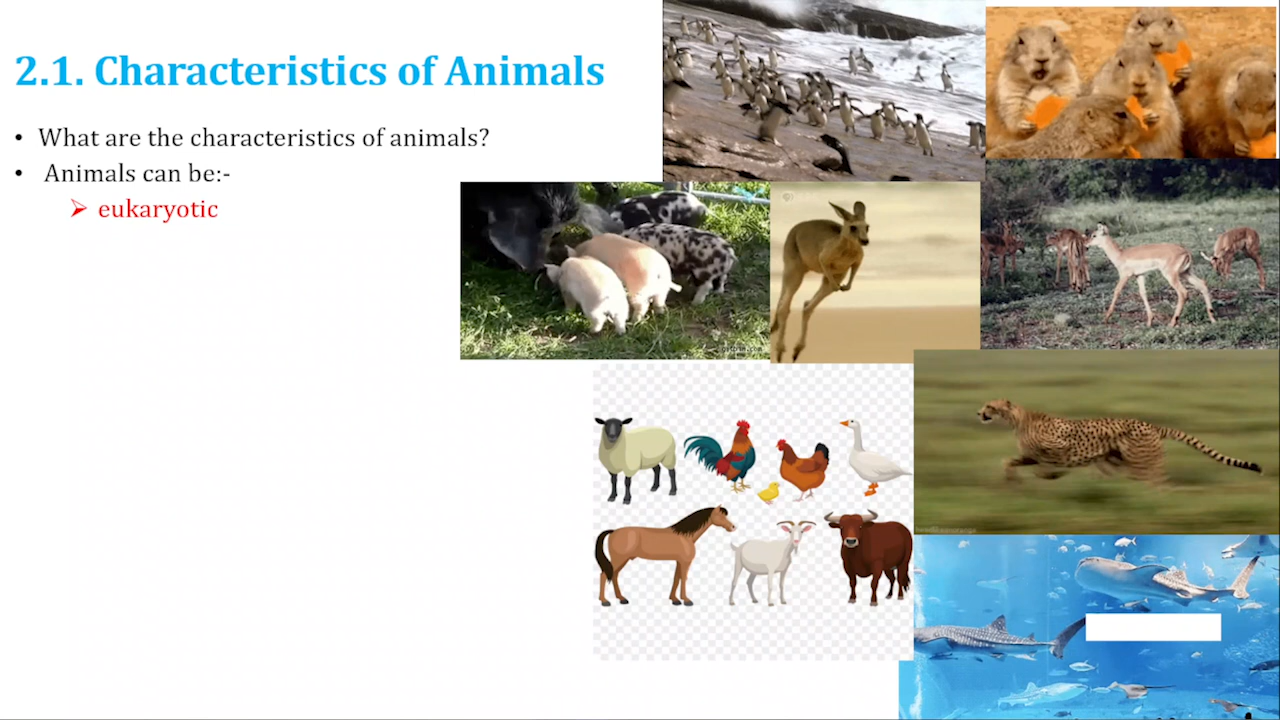 2.1. Characteristics of Animals
• What are the characteristics of animals?
• Animals can be:-
➢ eukaryotic